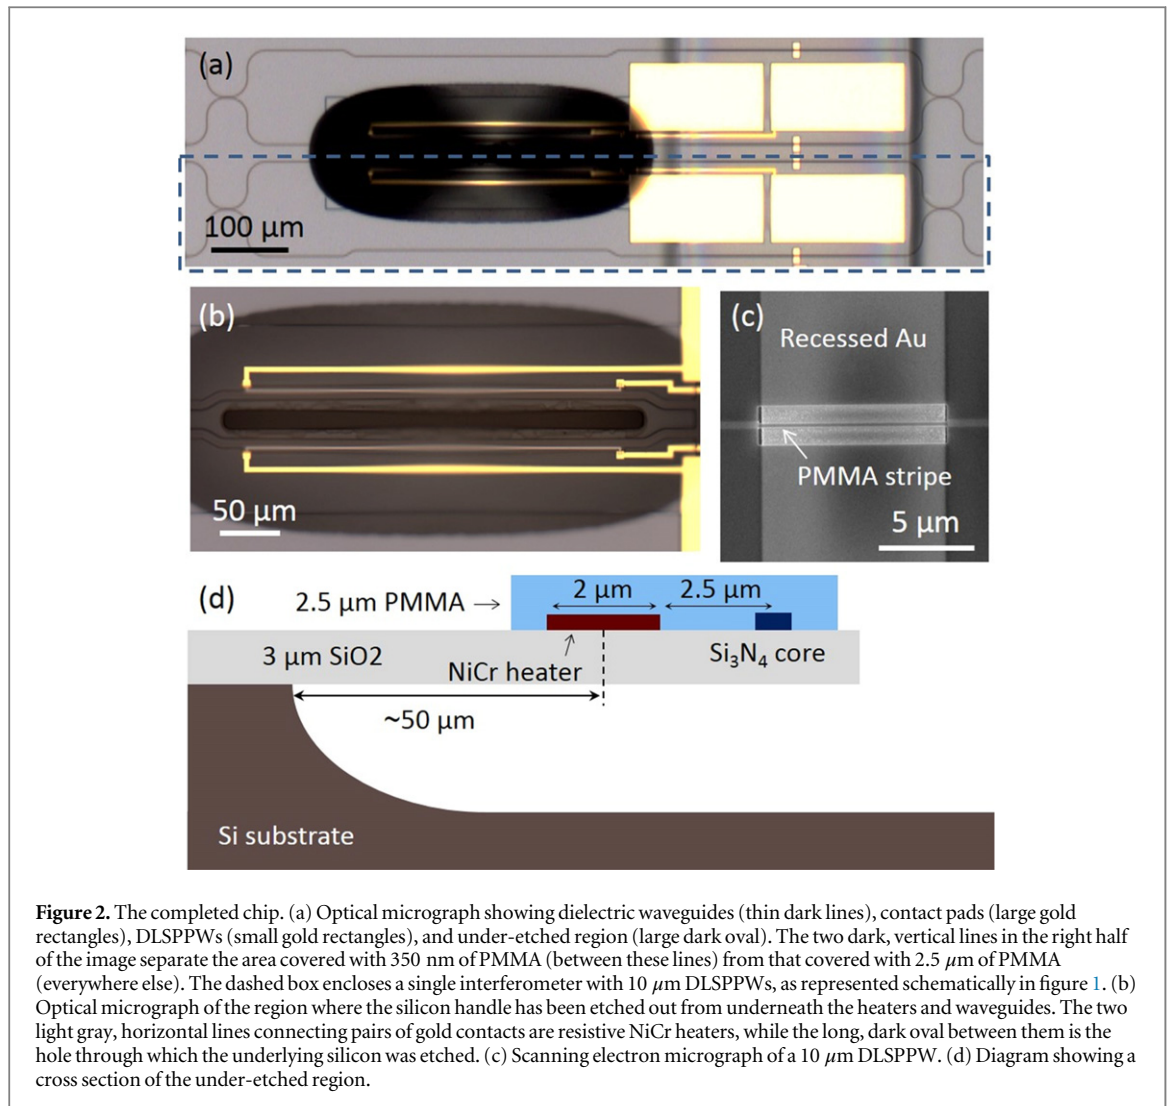 (a)
100 μm
(b)
50 μm
(c)
Recessed Au
PMMA stripe
5 μm
(d)
2.5 μm PMMA →
2 μm
2.5 μm
3 μm SiO2
NiCr heater
Si₃N₄ core
~50 μm
Si substrate
Figure 2. The completed chip. (a) Optical micrograph showing dielectric waveguides (thin dark lines), contact pads (large gold
rectangles), DLSPPWs (small gold rectangles), and under-etched region (large dark oval). The two dark, vertical lines in the right half
of the image separate the area covered with 350 nm of PMMA (between these lines) from that covered with 2.5 μm of PMMA
(everywhere else). The dashed box encloses a single interferometer with 10 μm DLSPPWs, as represented schematically in figure 1. (b)
Optical micrograph of the region where the silicon handle has been etched out from underneath the heaters and waveguides. The two
light gray, horizontal lines connecting pairs of gold contacts are resistive NiCr heaters, while the long, dark oval between them is the
hole through which the underlying silicon was etched. (c) Scanning electron micrograph of a 10 μm DLSPPW. (d) Diagram showing a
cross section of the under-etched region.